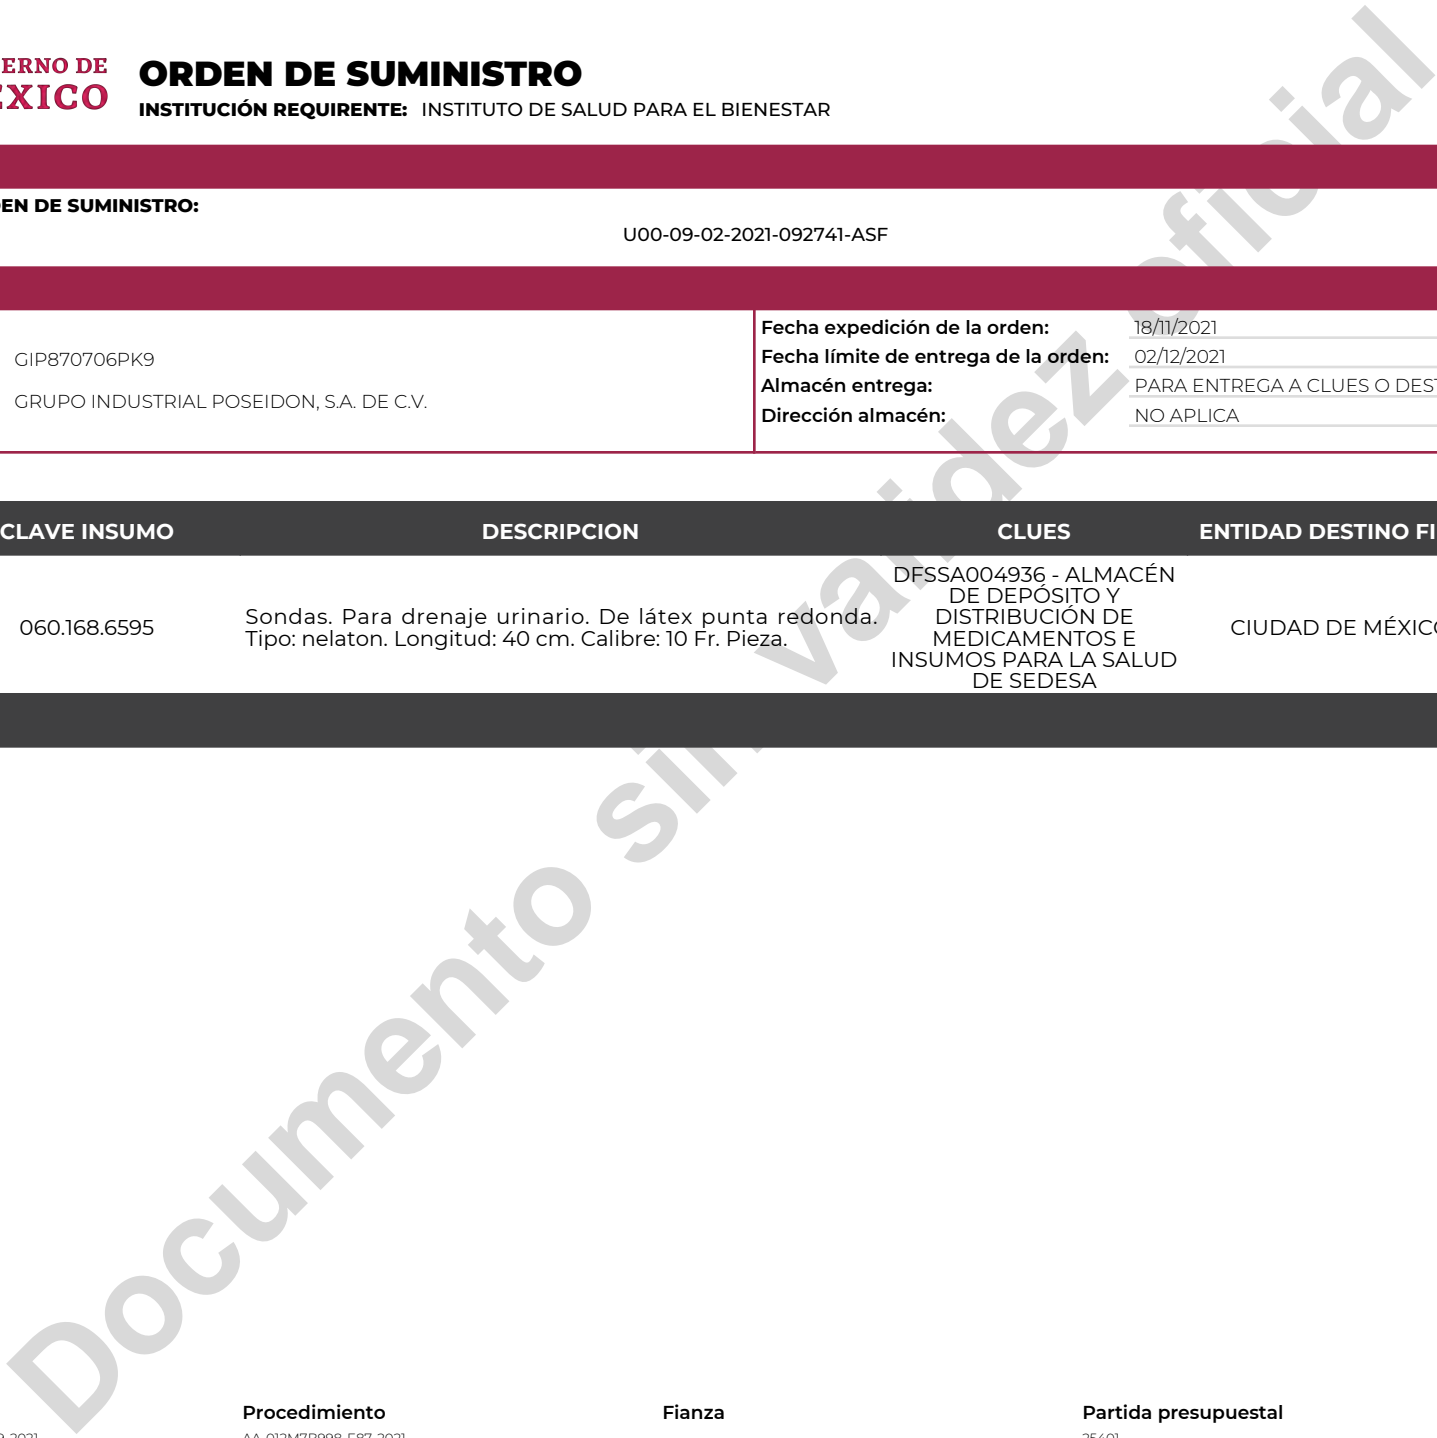 ERNO DE
ORDEN DE SUMINISTRO
INSTITUCIÓN REQUIRENTE: INSTITUTO DE SALUD PARA EL BIENESTAR
EN DE SUMINISTRO:
U00-09-02-2021-092741-ASF
GIP870706PK9
GRUPO INDUSTRIAL POSEIDON, S.A. DE C.V.
Fecha expedición de la orden: 18/11/2021
Fecha límite de entrega de la orden: 02/12/2021
Almacén entrega: PARA ENTREGA A CLUES O DEST
Dirección almacén: NO APLICA
CLAVE INSUMO DESCRIPCION CLUES ENTIDAD DESTINO FI
060.168.6595
Sondas. Para drenaje urinario. De látex punta redonda.
Tipo: nelaton. Longitud: 40 cm. Calibre: 10 Fr. Pieza.
DFSSA004936 - ALMACÉN
DE DEPÓSITO Y
DISTRIBUCIÓN DE
MEDICAMENTOS E
INSUMOS PARA LA SALUD
DE SEDESA
CIUDAD DE MÉXICO
Procedimiento Fianza Partida presupuestal
Documento sin validez oficial